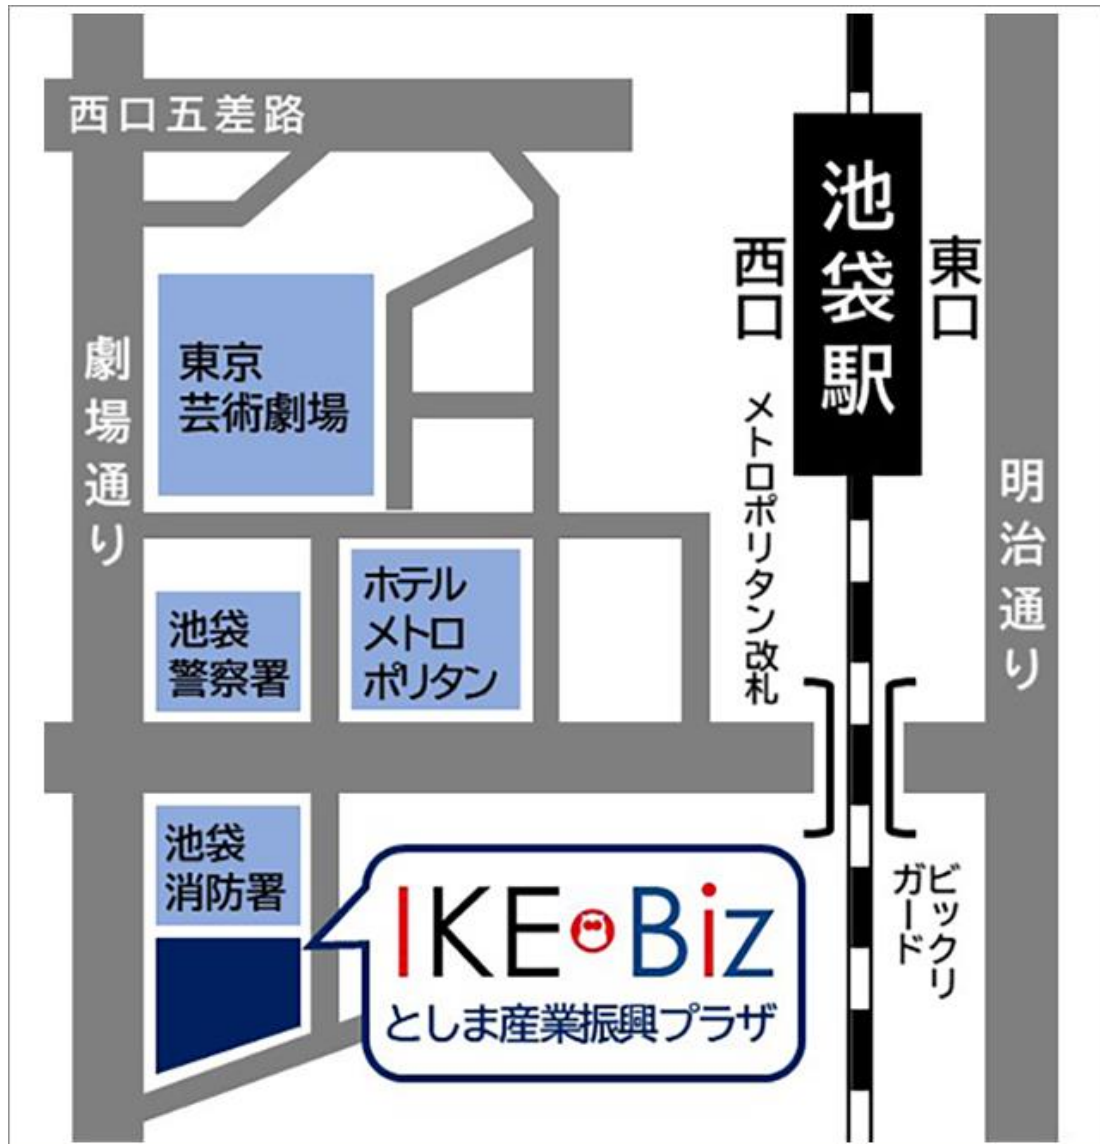 西口五差路
池袋駅
西口
東口
東京
芸術劇場
劇場通り
メトロポリタン改札
明治通り
ホテル
メトロ
ポリタン
池袋
警察署
池袋
消防署
IKE・Biz
としま産業振興プラザ
ビックリ
ガード